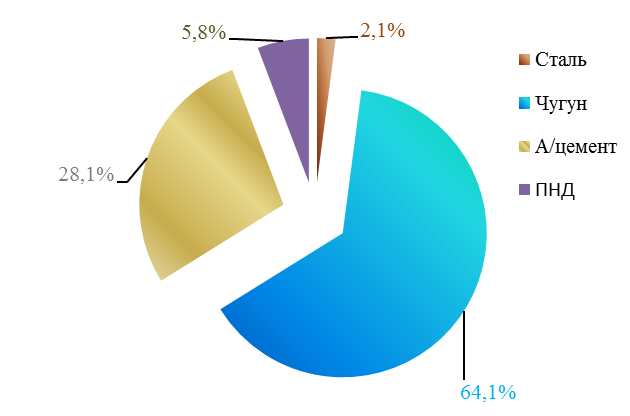 5,8%
2,1%
28,1%
64,1%
Сталь
Чугун
А/цемент
ПНД